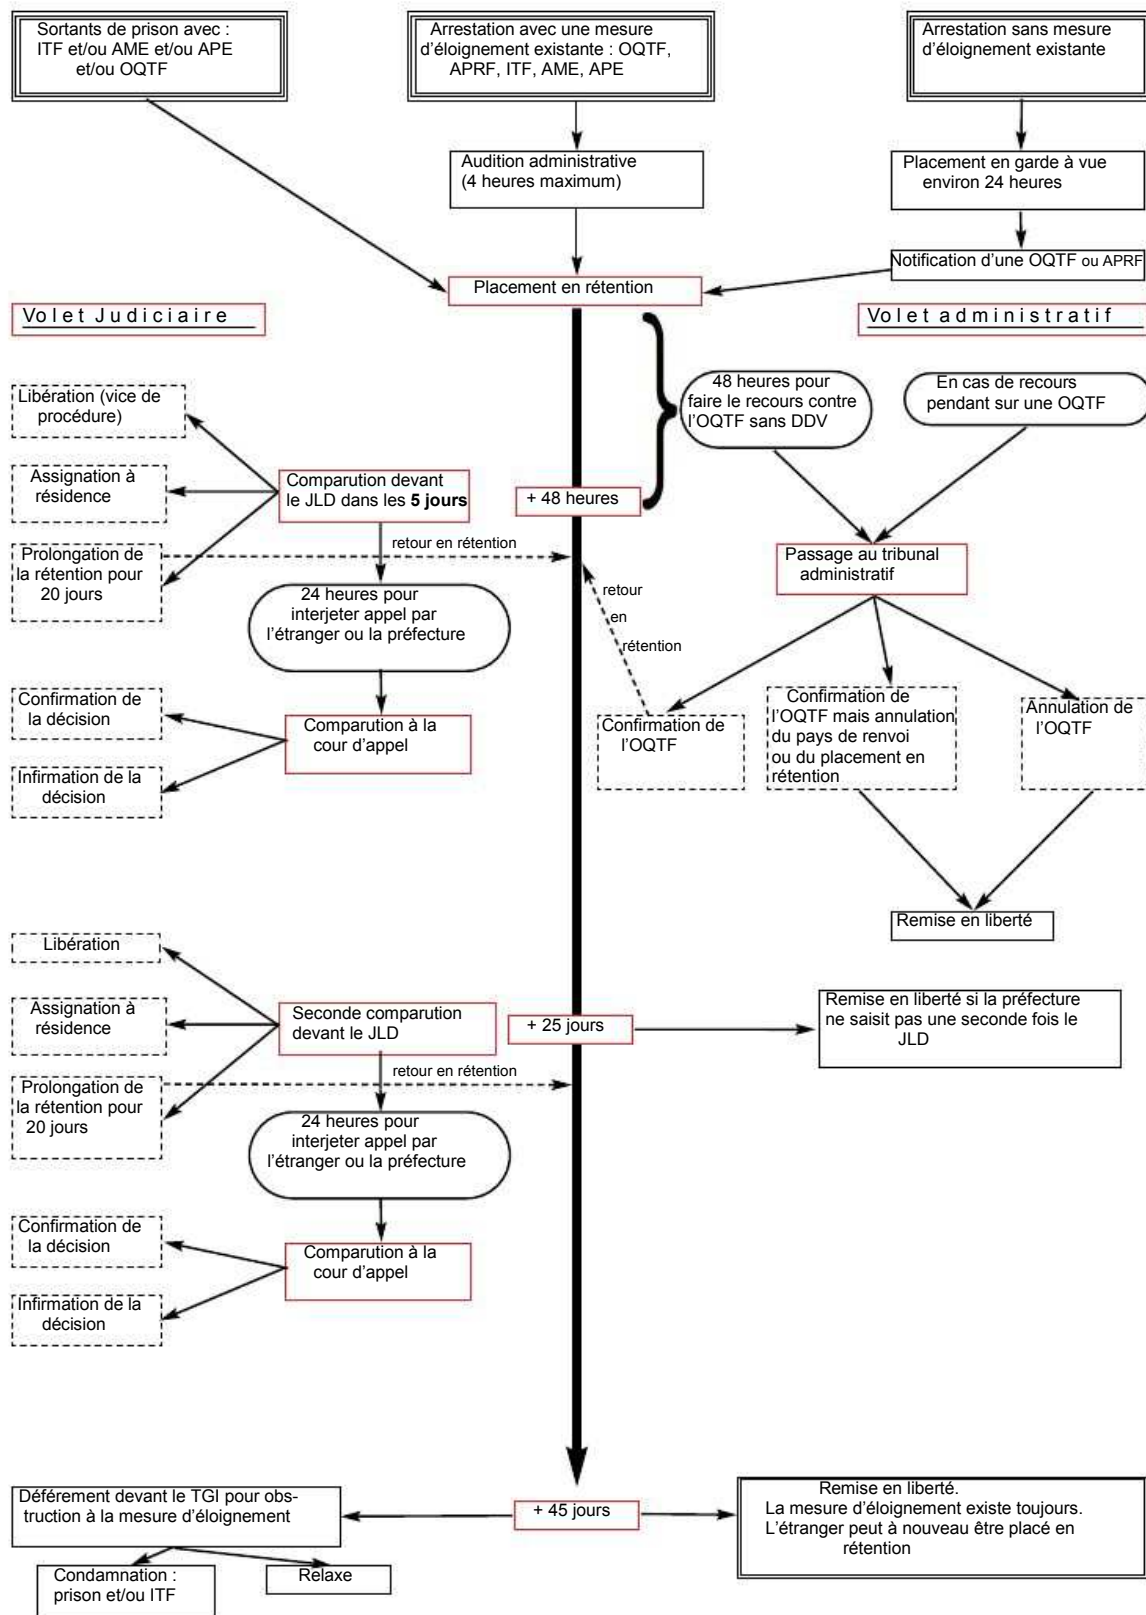 Sortants de prison avec :
ITF et/ou AME et/ou APE
et/ou OQTF
Arrestation avec une mesure
d'éloignement existante : OQTF,
APRF, ITF, AME, APE
Arrestation sans mesure
d'éloignement existante
Audition administrative
(4 heures maximum)
Placement en garde à vue
environ 24 heures
Notification d'une OQTF ou APRF
Placement en rétention
Volet Judiciaire
Volet administratif
Libération (vice de
procédure)
Assignation à
résidence
Prolongation de
la rétention pour
20 jours
Comparution devant
le JLD dans les 5 jours
retour en rétention
24 heures pour
interjeter appel par
l'étranger ou la préfecture
Confirmation de
la décision
Infirmation de la
décision
Comparution à la
cour d'appel
+ 48 heures
48 heures pour
faire le recours contre
l'OQTF sans DDV
En cas de recours
pendant sur une OQTF
Passage au tribunal
administratif
retour
en
rétention
Confirmation de
l'OQTF
Confirmation de
l'OQTF mais annulation
du pays de renvoi
ou du placement en
rétention
Annulation de
l'OQTF
Remise en liberté
Libération
Assignation à
résidence
Prolongation de
la rétention pour
20 jours
Seconde comparution
devant le JLD
retour en rétention
+ 25 jours
Remise en liberté si la préfecture
ne saisit pas une seconde fois le
JLD
24 heures pour
interjeter appel par
l'étranger ou la préfecture
Confirmation de
la décision
Infirmation de la
décision
Comparution à la
cour d'appel
Déférement devant le TGI pour obs-
truction à la mesure d'éloignement
+ 45 jours
Remise en liberté.
La mesure d'éloignement existe toujours.
L'étranger peut à nouveau être placé en
rétention
Condamnation :
prison et/ou ITF
Relaxe